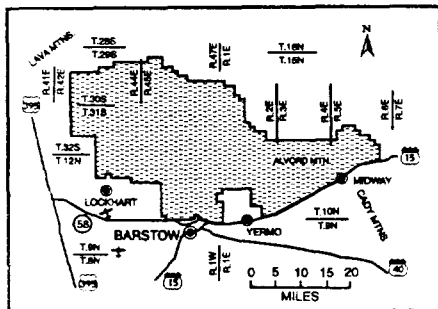 LAVA MTNS.
T.28S
T.29S
R.47E
R.1E
T.16N
T.15N
N
R.41E
R.42E
R.44E
R.45E
R.2E
R.3E
R.4E
R.5E
R.6E
R.7E
395
T.30S
T.31S
T.32S
T.12N
ALVORD MTN.
15
MIDWAY
LOCKHART
CADY MTNS
58
BARSTOW
YERMO
T.10N
T.9N
T.9N
T.8N
R.1W
R.1E
395
15
40
0 5 10 15 20
MILES